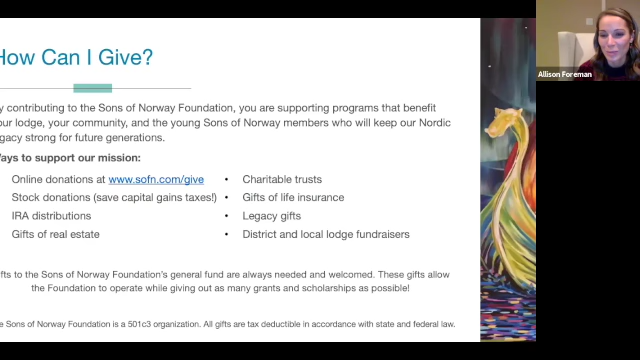 How Can I Give?
y contributing to the Sons of Norway Foundation, you are supporting programs that benefit
our lodge, your community, and the young Sons of Norway members who will keep our Nordic
gacy strong for future generations.
Ways to support our mission:
Online donations at www.sofn.com/give
Stock donations (save capital gains taxes!)
IRA distributions
Gifts of real estate
• Charitable trusts
• Gifts of life insurance
• Legacy gifts
• District and local lodge fundraisers
ifts to the Sons of Norway Foundation's general fund are always needed and welcomed. These gifts allow
the Foundation to operate while giving out as many grants and scholarships as possible!
e Sons of Norway Foundation is a 501c3 organization. All gifts are tax deductible in accordance with state and federal law.
Allison Foreman